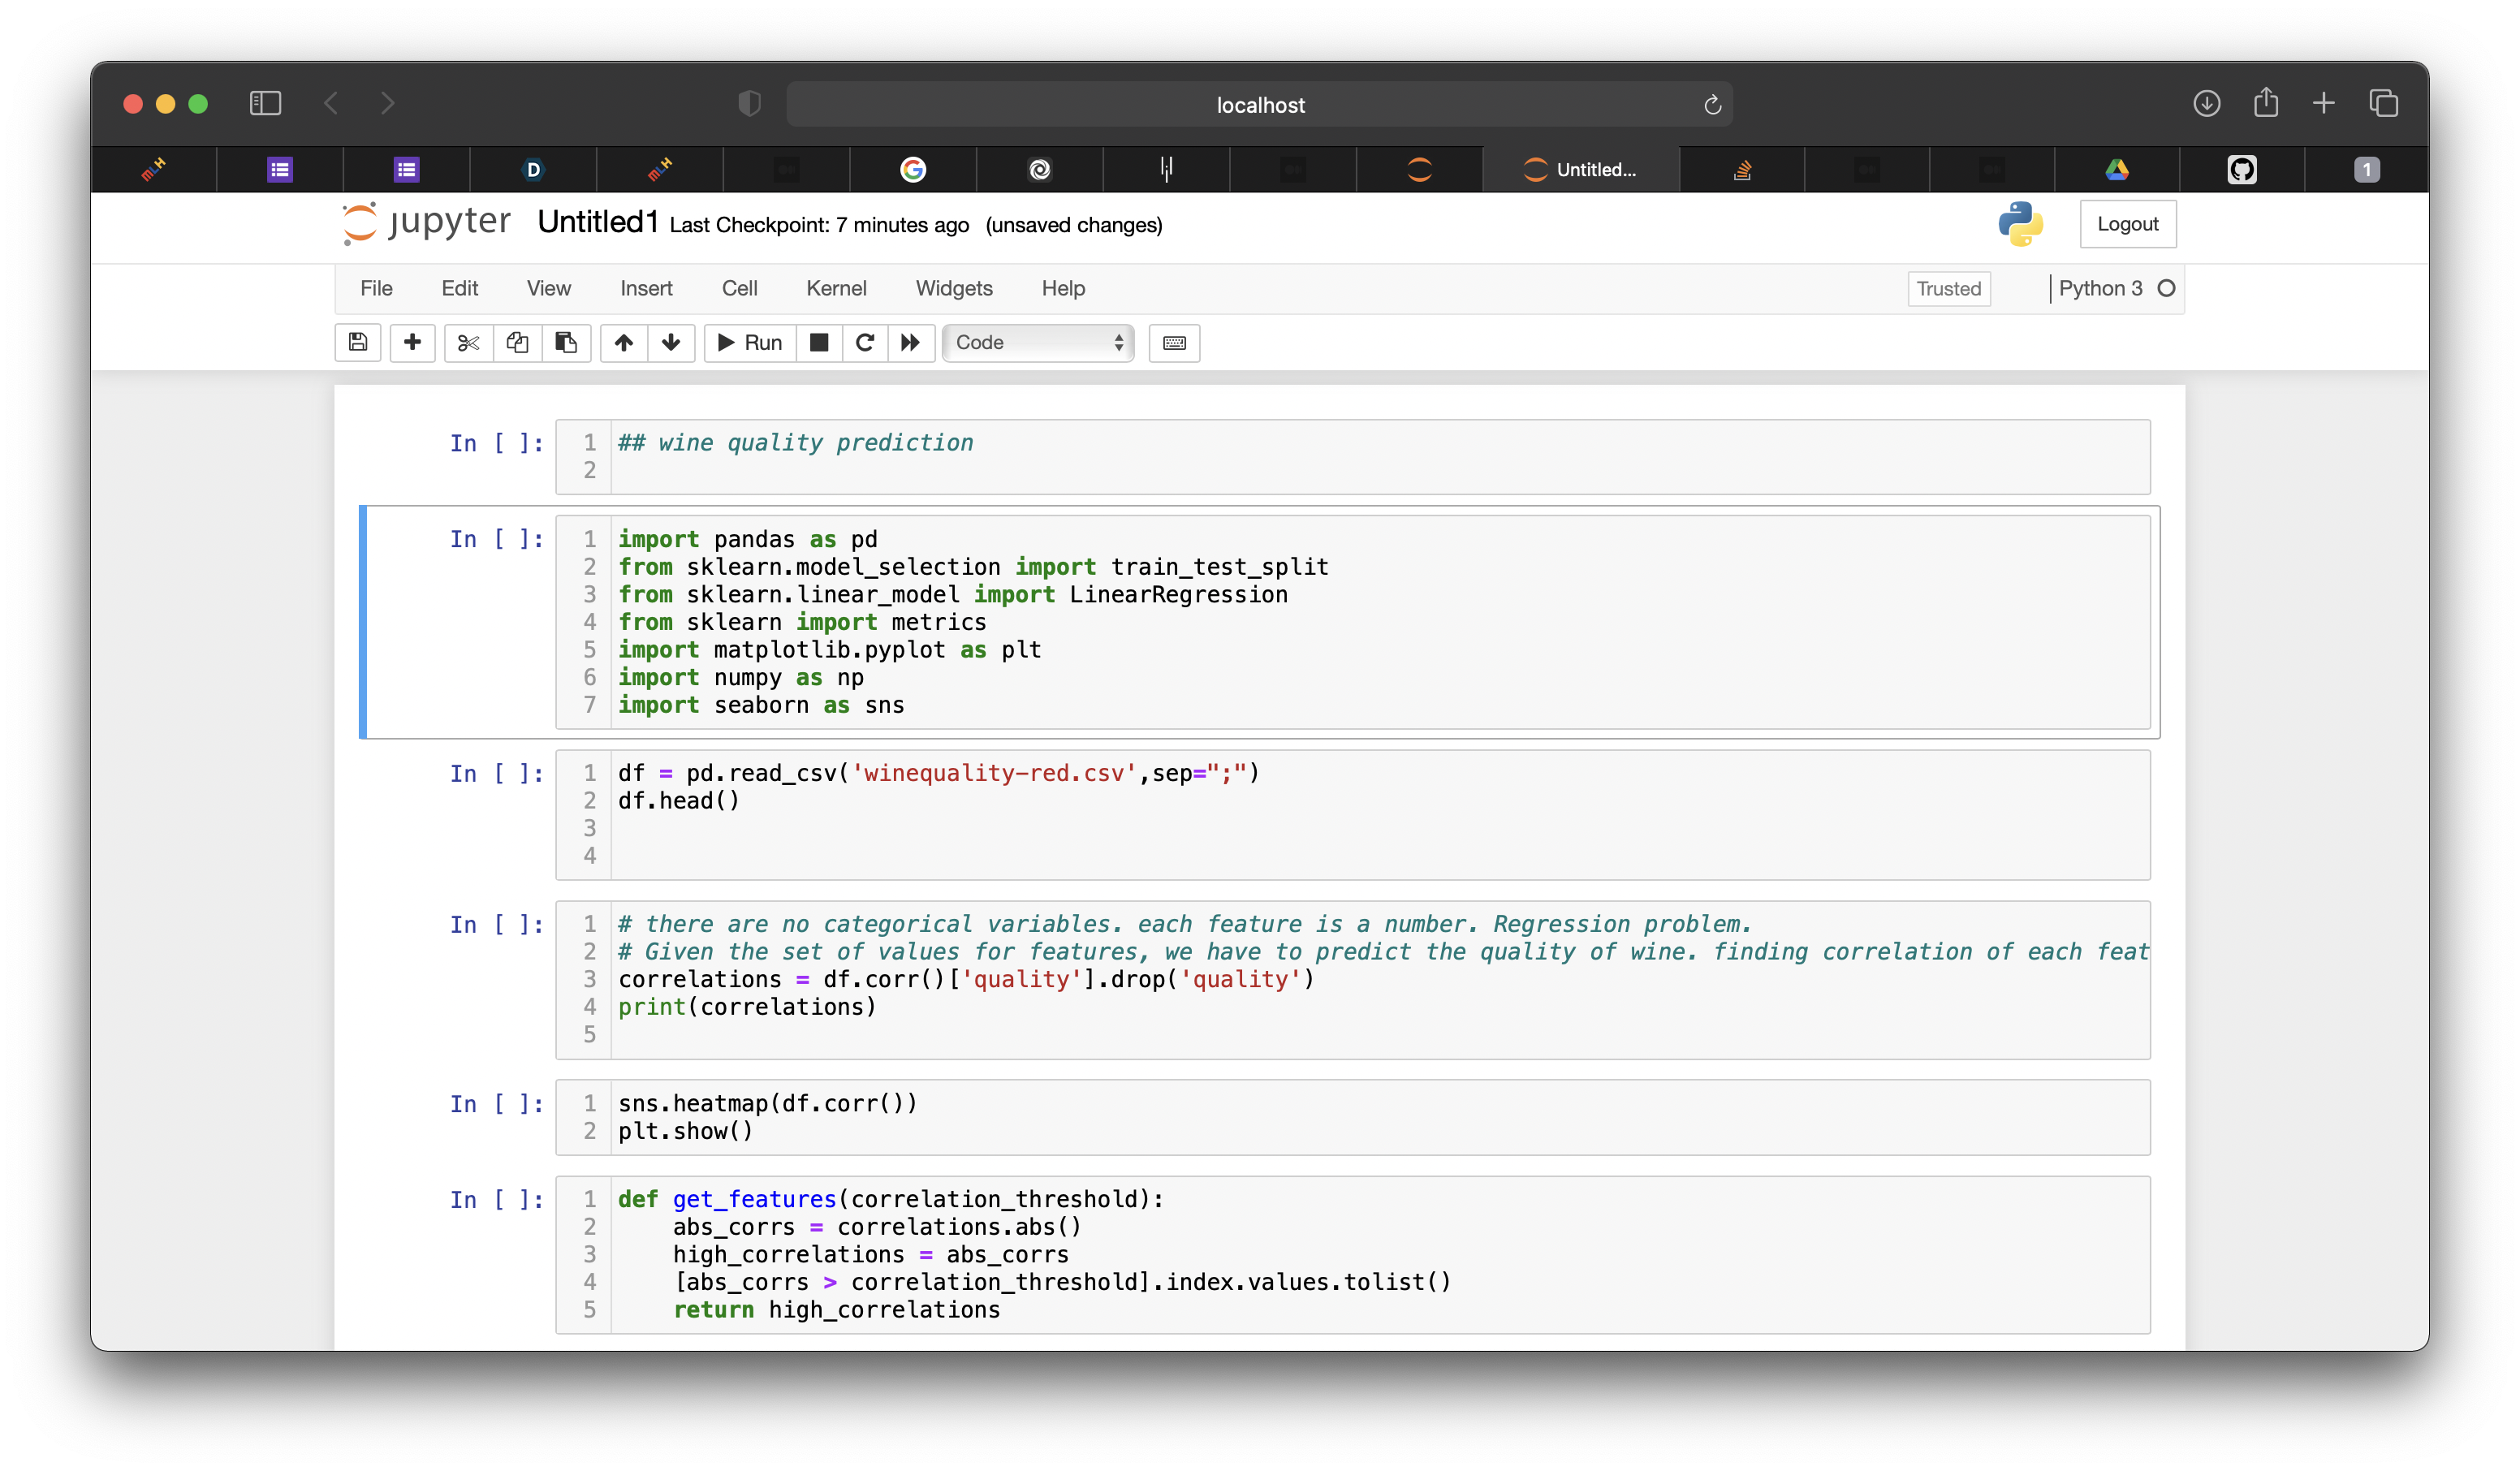 localhost
D
Untitled...
1
jupyter Untitled1 Last Checkpoint: 7 minutes ago (unsaved changes)
Logout
File Edit View Insert Cell Kernel Widgets Help Trusted Python 3
Run Code
In [ ]: 1 ## wine quality prediction
2
In [ ]: 1 import pandas as pd
2 from sklearn.model_selection import train_test_split
3 from sklearn.linear_model import LinearRegression
4 from sklearn import metrics
5 import matplotlib.pyplot as plt
6 import numpy as np
7 import seaborn as sns
In [ ]: 1 df = pd.read_csv('winequality-red.csv',sep=";")
2 df.head()
3
4
In [ ]: 1 # there are no categorical variables. each feature is a number. Regression problem.
2 # Given the set of values for features, we have to predict the quality of wine. finding correlation of each feat
3 correlations = df.corr()['quality'].drop('quality')
4 print(correlations)
5
In [ ]: 1 sns.heatmap(df.corr())
2 plt.show()
In [ ]: 1 def get_features(correlation_threshold):
2     abs_corrs = correlations.abs()
3     high_correlations = abs_corrs
4     [abs_corrs > correlation_threshold].index.values.tolist()
5     return high_correlations